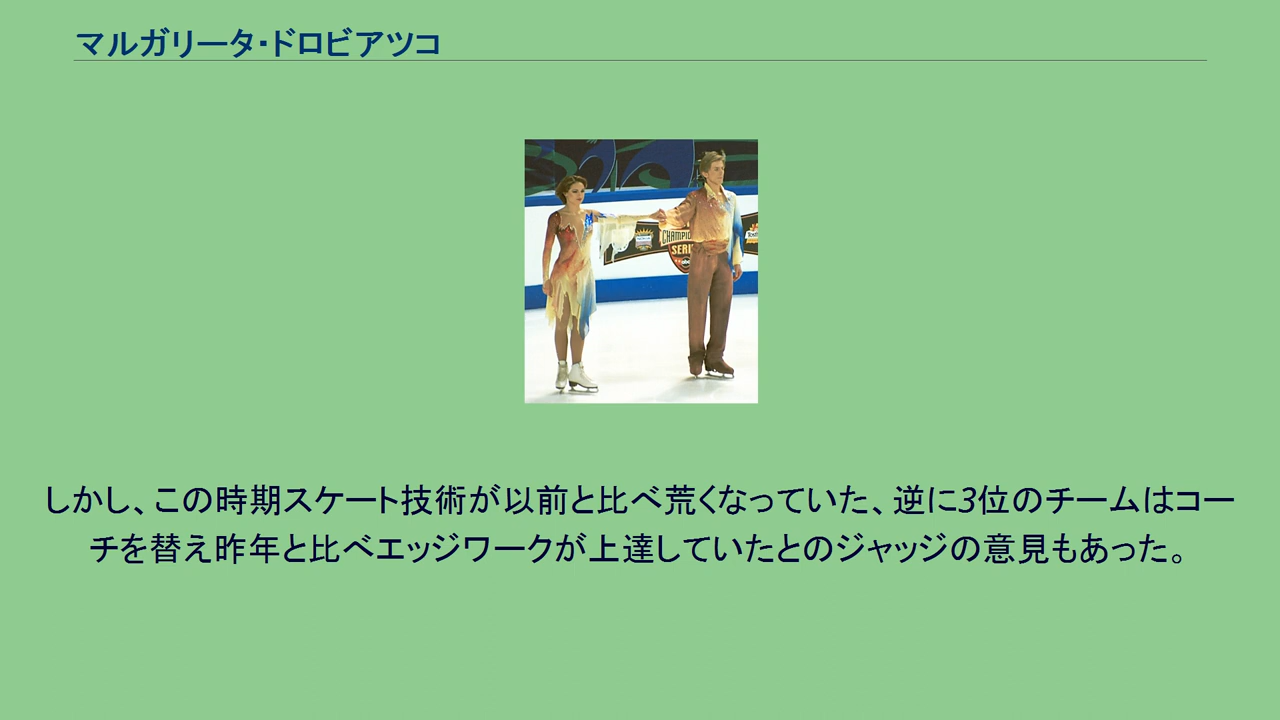 マルガリータ・ドロビアツコ
CHAMPION
SERI
abc
しかし、この時期スケート技術が以前と比べ荒くなっていた、逆に3位のチームはコー
チを替え昨年と比べエッジワークが上達していたとのジャッジの意見もあった。